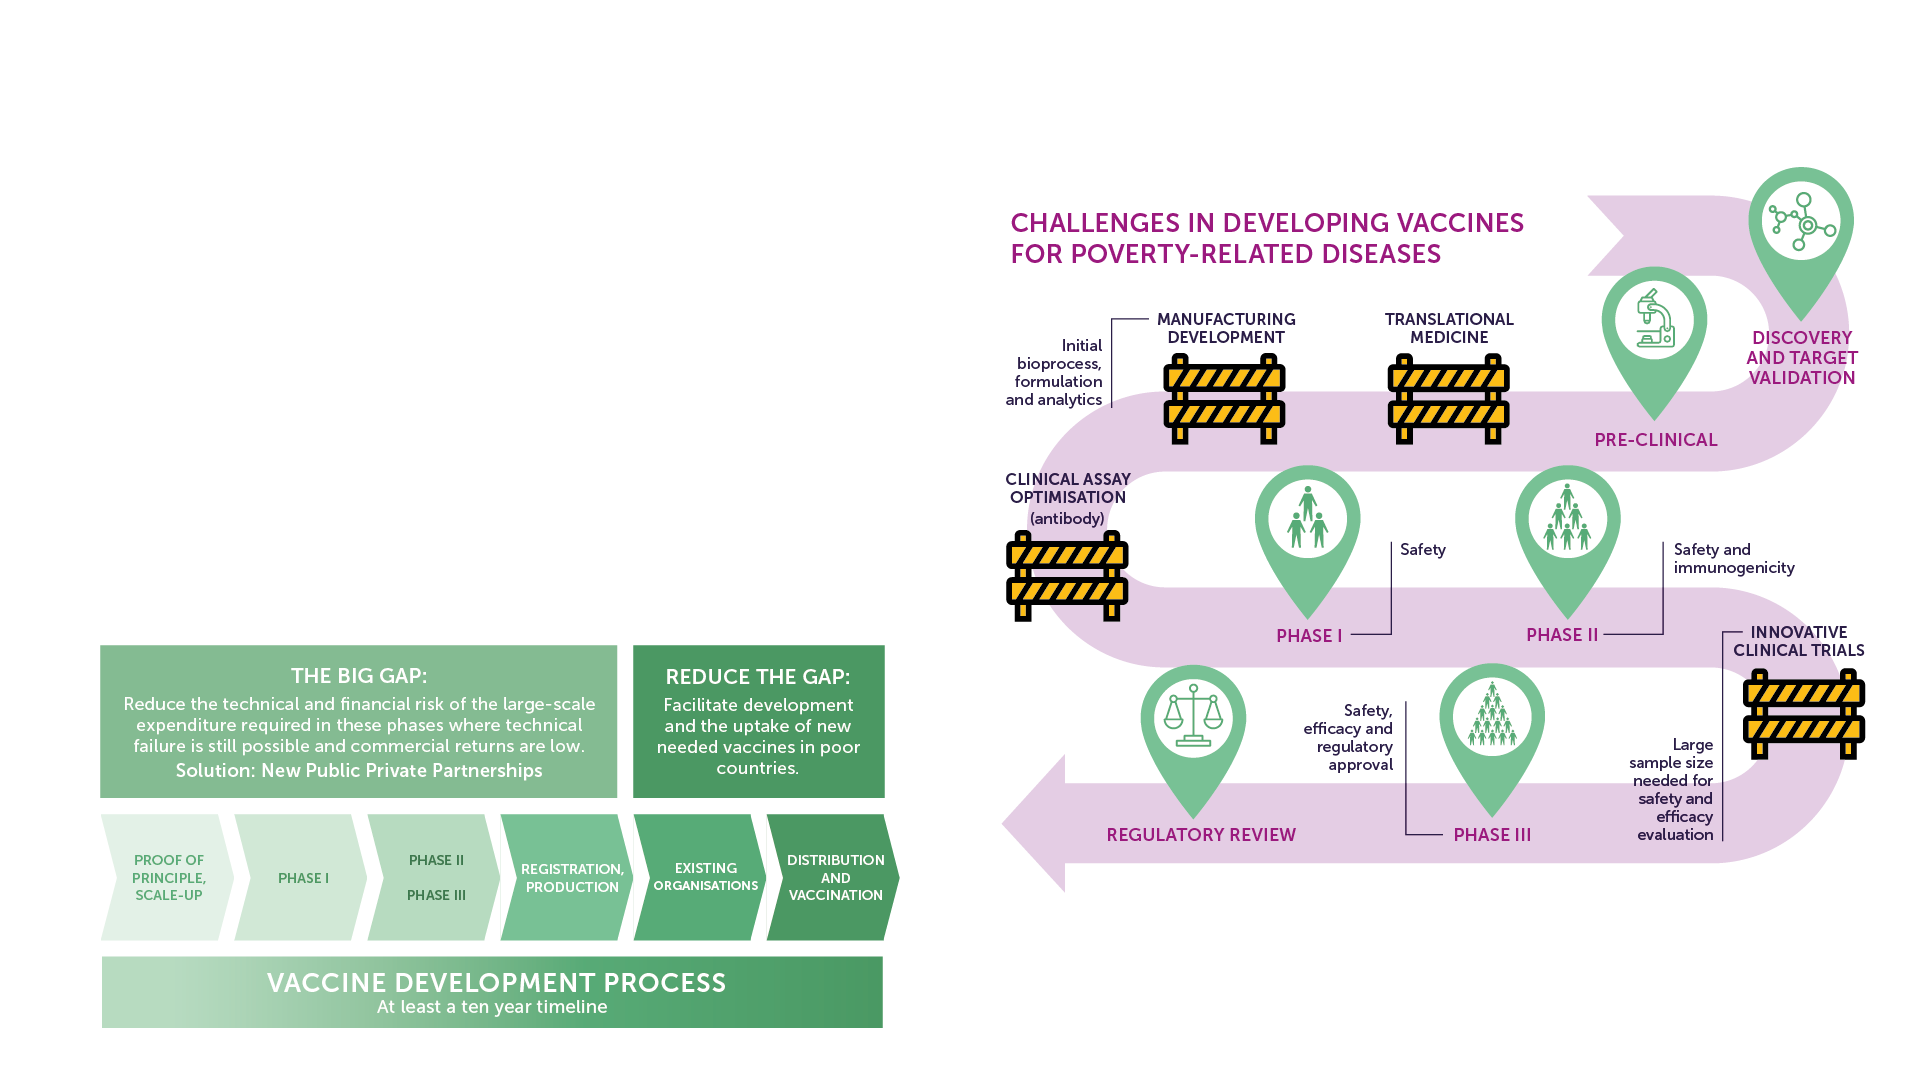 CHALLENGES IN DEVELOPING VACCINES
FOR POVERTY-RELATED DISEASES
DISCOVERY
AND TARGET
VALIDATION
PRE-CLINICAL
TRANSLATIONAL
MEDICINE
MANUFACTURING
DEVELOPMENT
Initial
bioprocess,
formulation
and analytics
CLINICAL ASSAY
OPTIMISATION
(antibody)
PHASE I
Safety
PHASE II
Safety and
immunogenicity
INNOVATIVE
CLINICAL TRIALS
Large
sample size
needed for
safety and
efficacy
evaluation
PHASE III
Safety,
efficacy and
regulatory
approval
REGULATORY REVIEW
THE BIG GAP:
Reduce the technical and financial risk of the large-scale
expenditure required in these phases where technical
failure is still possible and commercial returns are low.
Solution: New Public Private Partnerships
REDUCE THE GAP:
Facilitate development
and the uptake of new
needed vaccines in poor
countries.
PROOF OF
PRINCIPLE,
SCALE-UP
PHASE I
PHASE II
PHASE III
REGISTRATION,
PRODUCTION
EXISTING
ORGANISATIONS
DISTRIBUTION
AND
VACCINATION
VACCINE DEVELOPMENT PROCESS
At least a ten year timeline